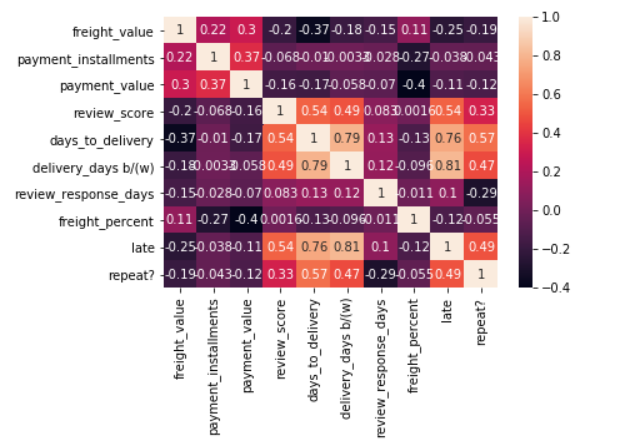 freight_value 1 0.22 0.3 -0.2 -0.37 -0.18 -0.15 0.11 -0.25 -0.19
payment_installments 0.22 1 0.37 -0.068 -0.01 -0.0033 -0.028 -0.27 -0.038 -0.043
payment_value 0.3 0.37 1 -0.16 -0.17 -0.058 -0.07 -0.4 -0.11 -0.12
review_score -0.2 -0.068 -0.16 1 0.54 0.49 0.083 0.0016 0.54 0.33
days_to_delivery -0.37 -0.01 -0.17 0.54 1 0.79 0.13 -0.13 0.76 0.57
delivery_days b/(w) -0.18 -0.0033 -0.058 0.49 0.79 1 0.12 -0.096 0.81 0.47
review_response_days -0.15 -0.028 -0.07 0.083 0.13 0.12 1 -0.011 0.1 -0.29
freight_percent 0.11 -0.27 -0.4 0.0016 -0.13 -0.096 -0.011 1 -0.12 -0.055
late -0.25 -0.038 -0.11 0.54 0.76 0.81 0.1 -0.12 1 0.49
repeat? -0.19 -0.043 -0.12 0.33 0.57 0.47 -0.29 -0.055 0.49 1
freight_value
payment_installments
payment_value
review_score
days_to_delivery
delivery_days b/(w)
review_response_days
freight_percent
late
repeat?
1.0
0.8
0.6
0.4
0.2
0.0
−0.2
−0.4